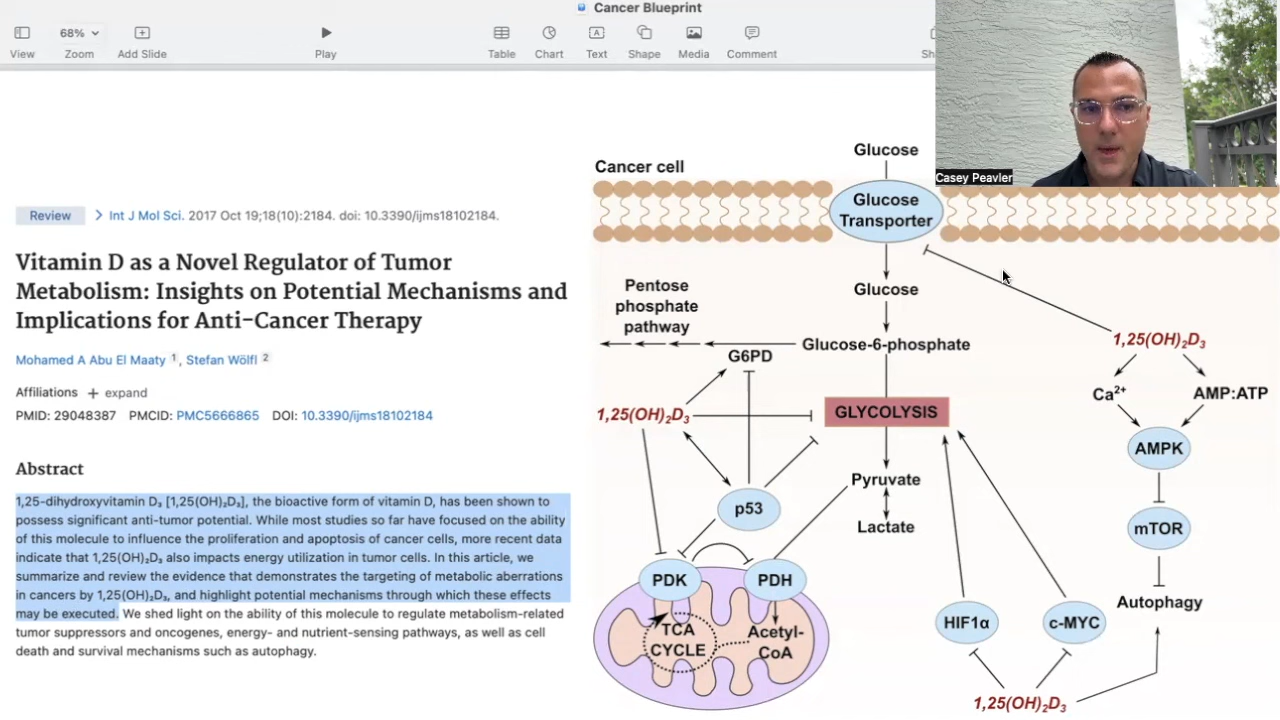 Cancer Blueprint
68%
View
Zoom
Add Slide
Play
Table
Chart
Text
Shape
Media
Comment
Casey Peavler
Review
Int J Mol Sci. 2017 Oct 19;18(10):2184. doi: 10.3390/ijms18102184.
Vitamin D as a Novel Regulator of Tumor
Metabolism: Insights on Potential Mechanisms and
Implications for Anti-Cancer Therapy
Mohamed A Abu El Maaty 1, Stefan Wölfl 2
Affiliations + expand
PMID: 29048387 PMCID: PMC5666865 DOI: 10.3390/ijms18102184
Abstract
1,25-dihydroxyvitamin D₃ [1,25(OH)₂D₃], the bioactive form of vitamin D, has been shown to
possess significant anti-tumor potential. While most studies so far have focused on the ability
of this molecule to influence the proliferation and apoptosis of cancer cells, more recent data
indicate that 1,25(OH)₂D₃ also impacts energy utilization in tumor cells. In this article, we
summarize and review the evidence that demonstrates the targeting of metabolic aberrations
in cancers by 1,25(OH)₂D₃, and highlight potential mechanisms through which these effects
may be executed. We shed light on the ability of this molecule to regulate metabolism-related
tumor suppressors and oncogenes, energy- and nutrient-sensing pathways, as well as cell
death and survival mechanisms such as autophagy.
Cancer cell
Glucose
Glucose
Transporter
Glucose
Pentose
phosphate
pathway
Glucose-6-phosphate
G6PD
1,25(OH)₂D₃
GLYCOLYSIS
Pyruvate
Lactate
p53
PDK
PDH
TCA
CYCLE
Acetyl-
CoA
1,25(OH)₂D₃
Ca²⁺
AMP:ATP
AMPK
mTOR
Autophagy
HIF1α
c-MYC
1,25(OH)₂D₃